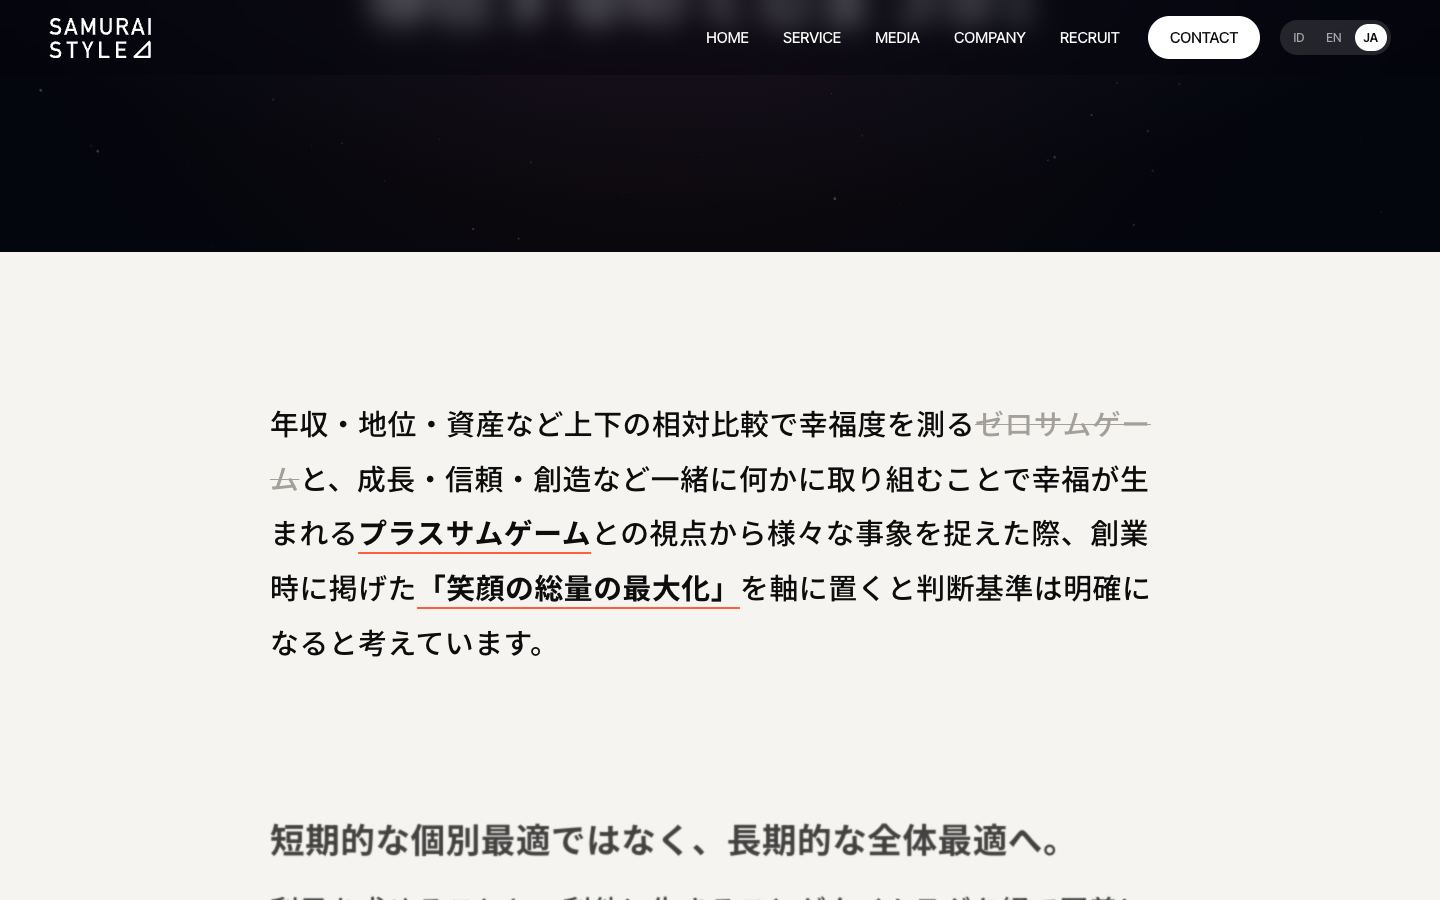 SAMURAI
STYLE
HOME SERVICE MEDIA COMPANY RECRUIT CONTACT ID EN JA
年収・地位・資産など上下の相対比較で幸福度を測るゼロサムゲー
ムと、成長・信頼・創造など一緒に何かに取り組むことで幸福が生
まれるプラスサムゲームとの視点から様々な事象を捉えた際、創業
時に掲げた「笑顔の総量の最大化」を軸に置くと判断基準は明確に
なると考えています。
短期的な個別最適ではなく、長期的な全体最適へ。